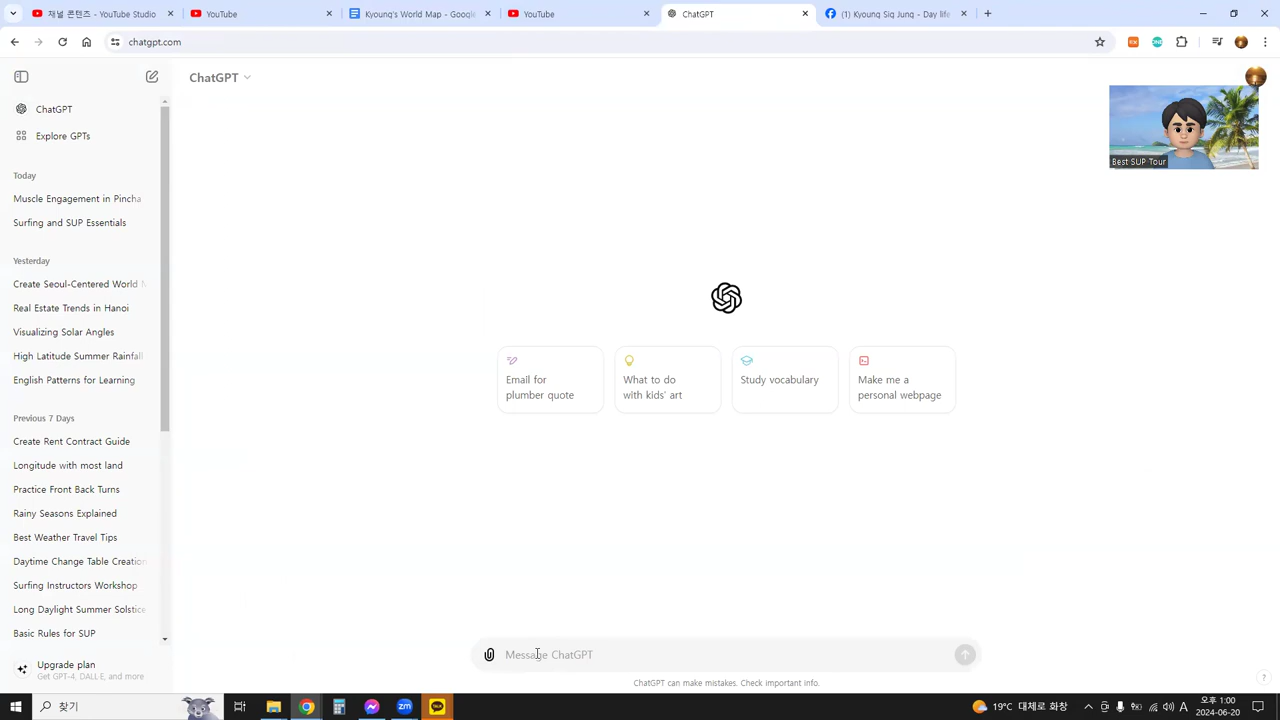 재널 콘텐츠 - YouTube Studio
YouTube
Kyoung's World Map - Google
YouTube
ChatGPT
(1) Kyoung Sig Jung - Day life
chatgpt.com
ChatGPT
ChatGPT
Explore GPTs
Today
Muscle Engagement in Pincha
Surfing and SUP Essentials
Yesterday
Create Seoul-Centered World M
Real Estate Trends in Hanoi
Visualizing Solar Angles
High Latitude Summer Rainfall
English Patterns for Learning
Previous 7 Days
Create Rent Contract Guide
Longitude with most land
Practice Front Back Turns
Rainy Seasons Explained
Best Weather Travel Tips
Daytime Change Table Creation
Surfing Instructors Workshop
Long Daylight Summer Solstice
Basic Rules for SUP
Upgrade plan
Get GPT-4, DALL·E, and more
Best SUP Tour
Email for
plumber quote
What to do
with kids' art
Study vocabulary
Make me a
personal webpage
Message ChatGPT
ChatGPT can make mistakes. Check important info.
?
찾기
zm
TALK
19°C 대체로 화창
A
오후 1:00
2024-06-20